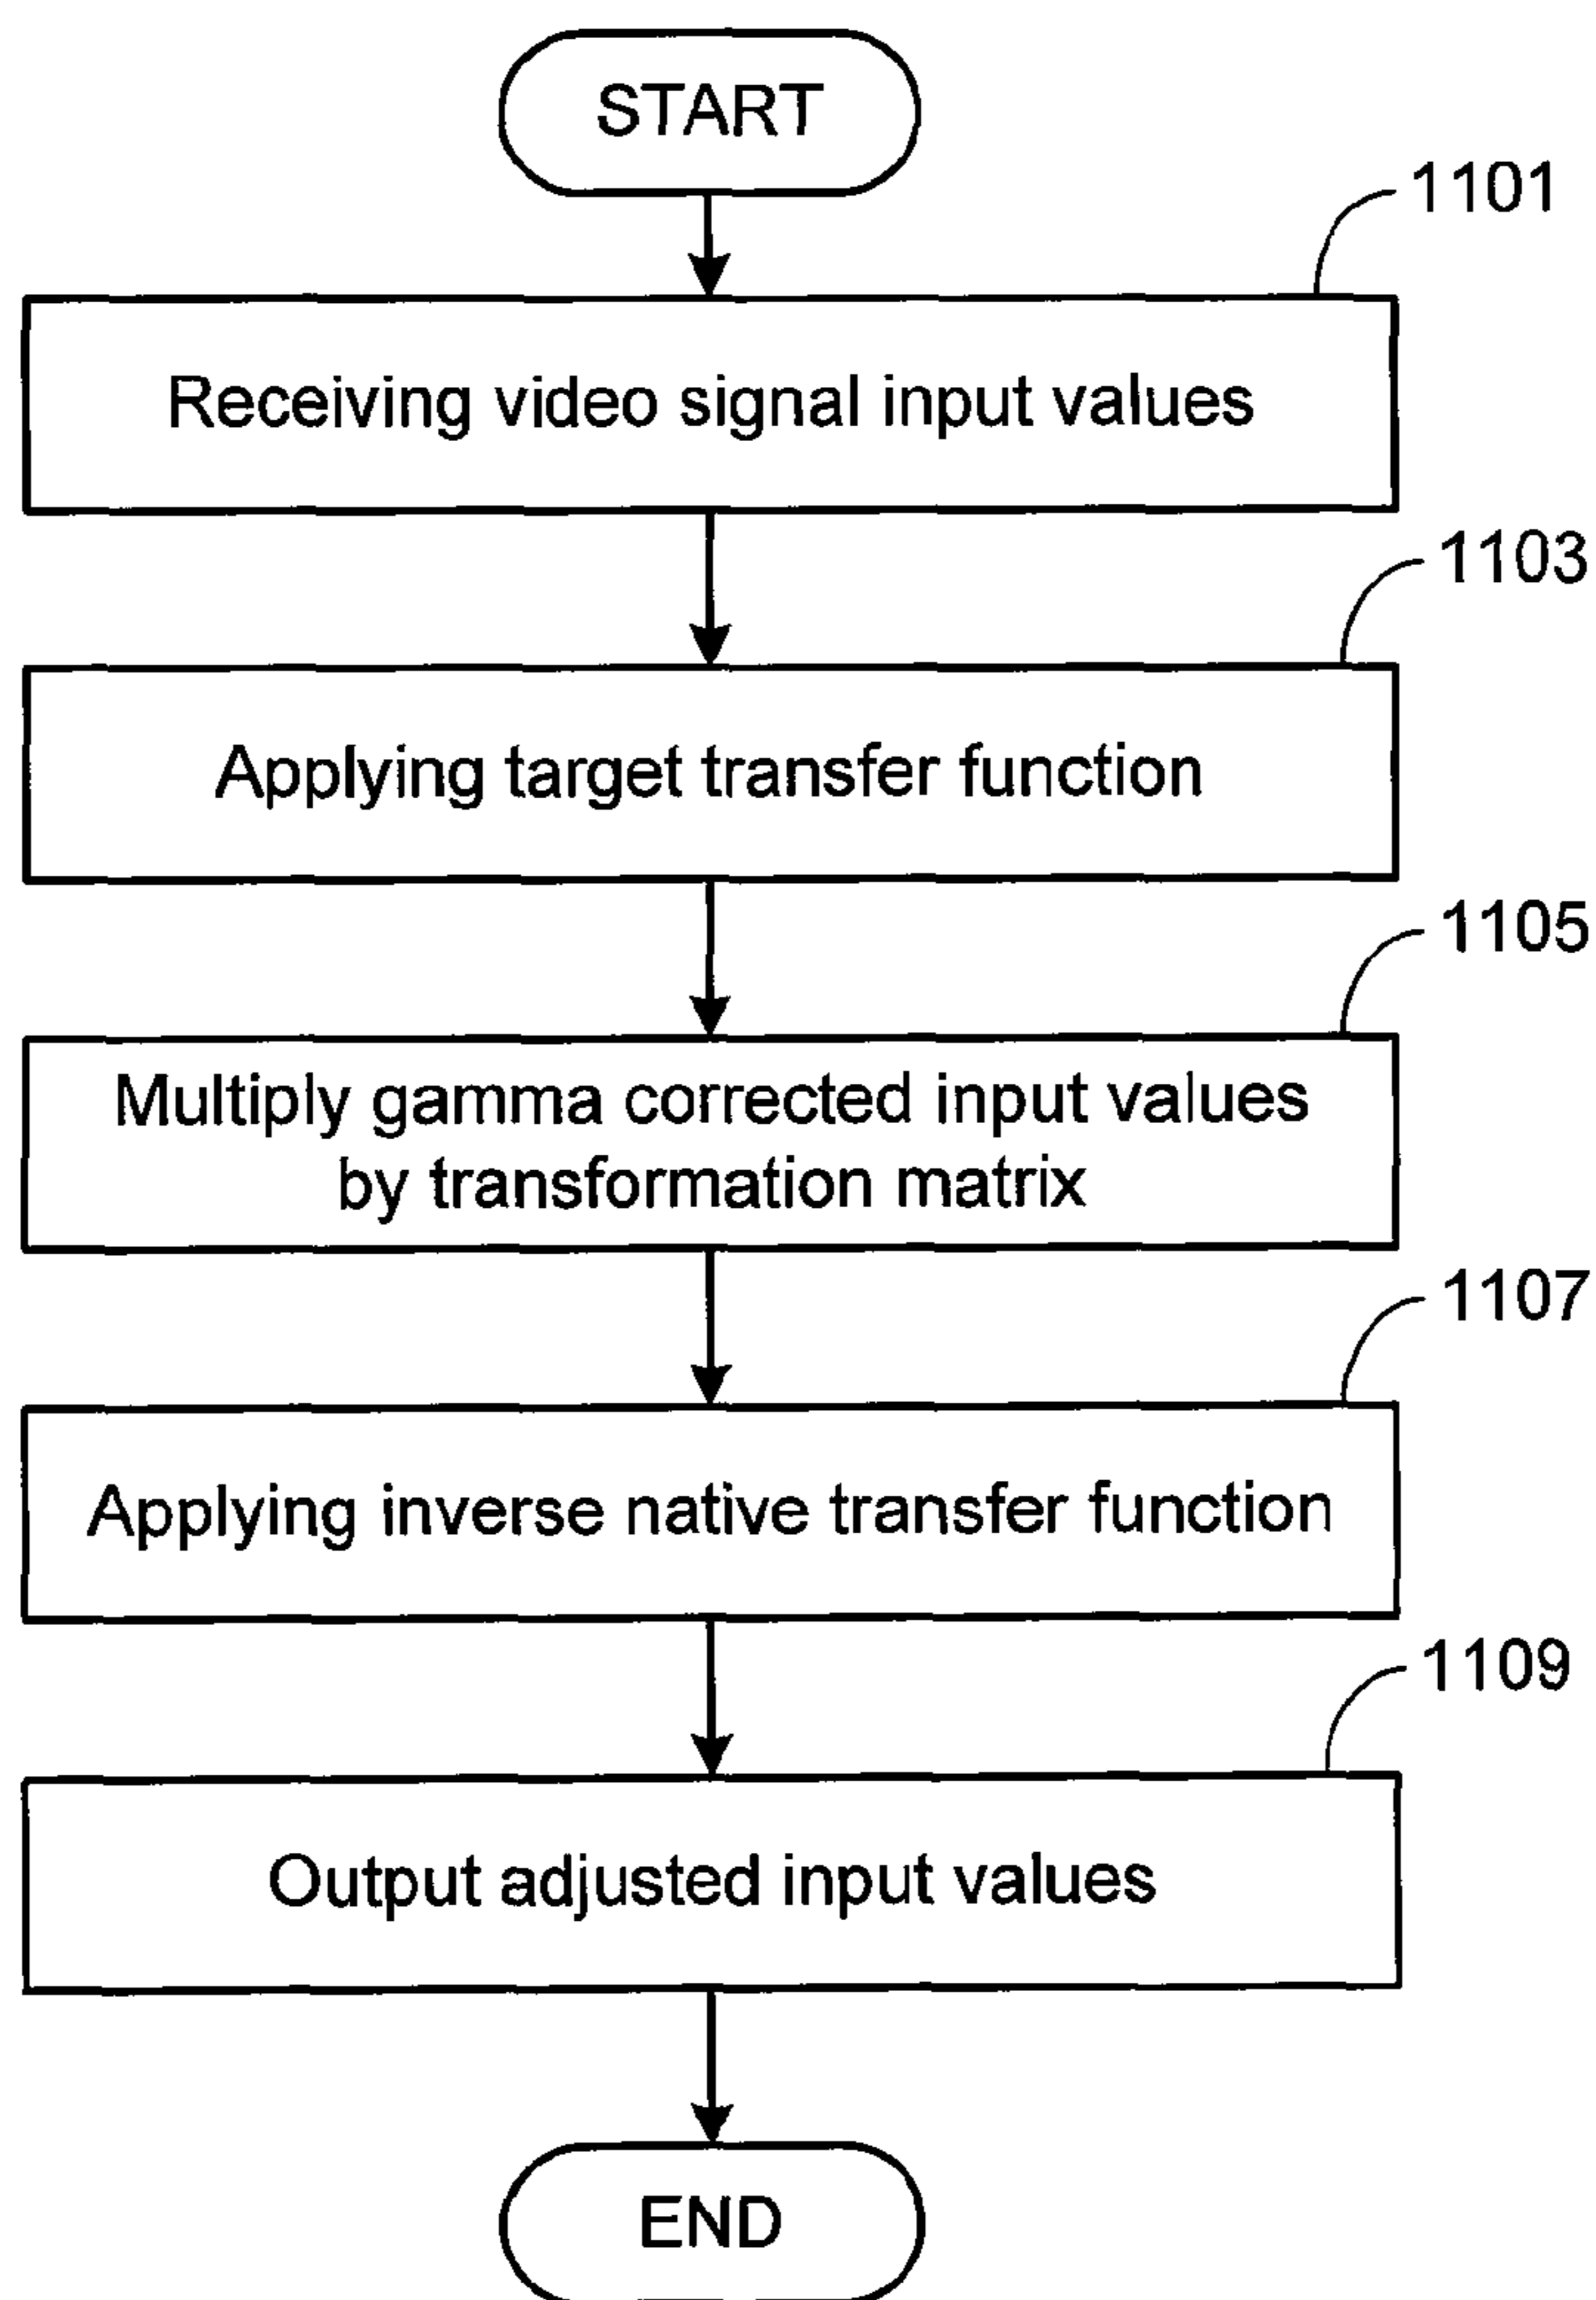 START
1101
Receiving video signal input values
1103
Applying target transfer function
1105
Multiply gamma corrected input values
by transformation matrix
1107
Applying inverse native transfer function
1109
Output adjusted input values
END